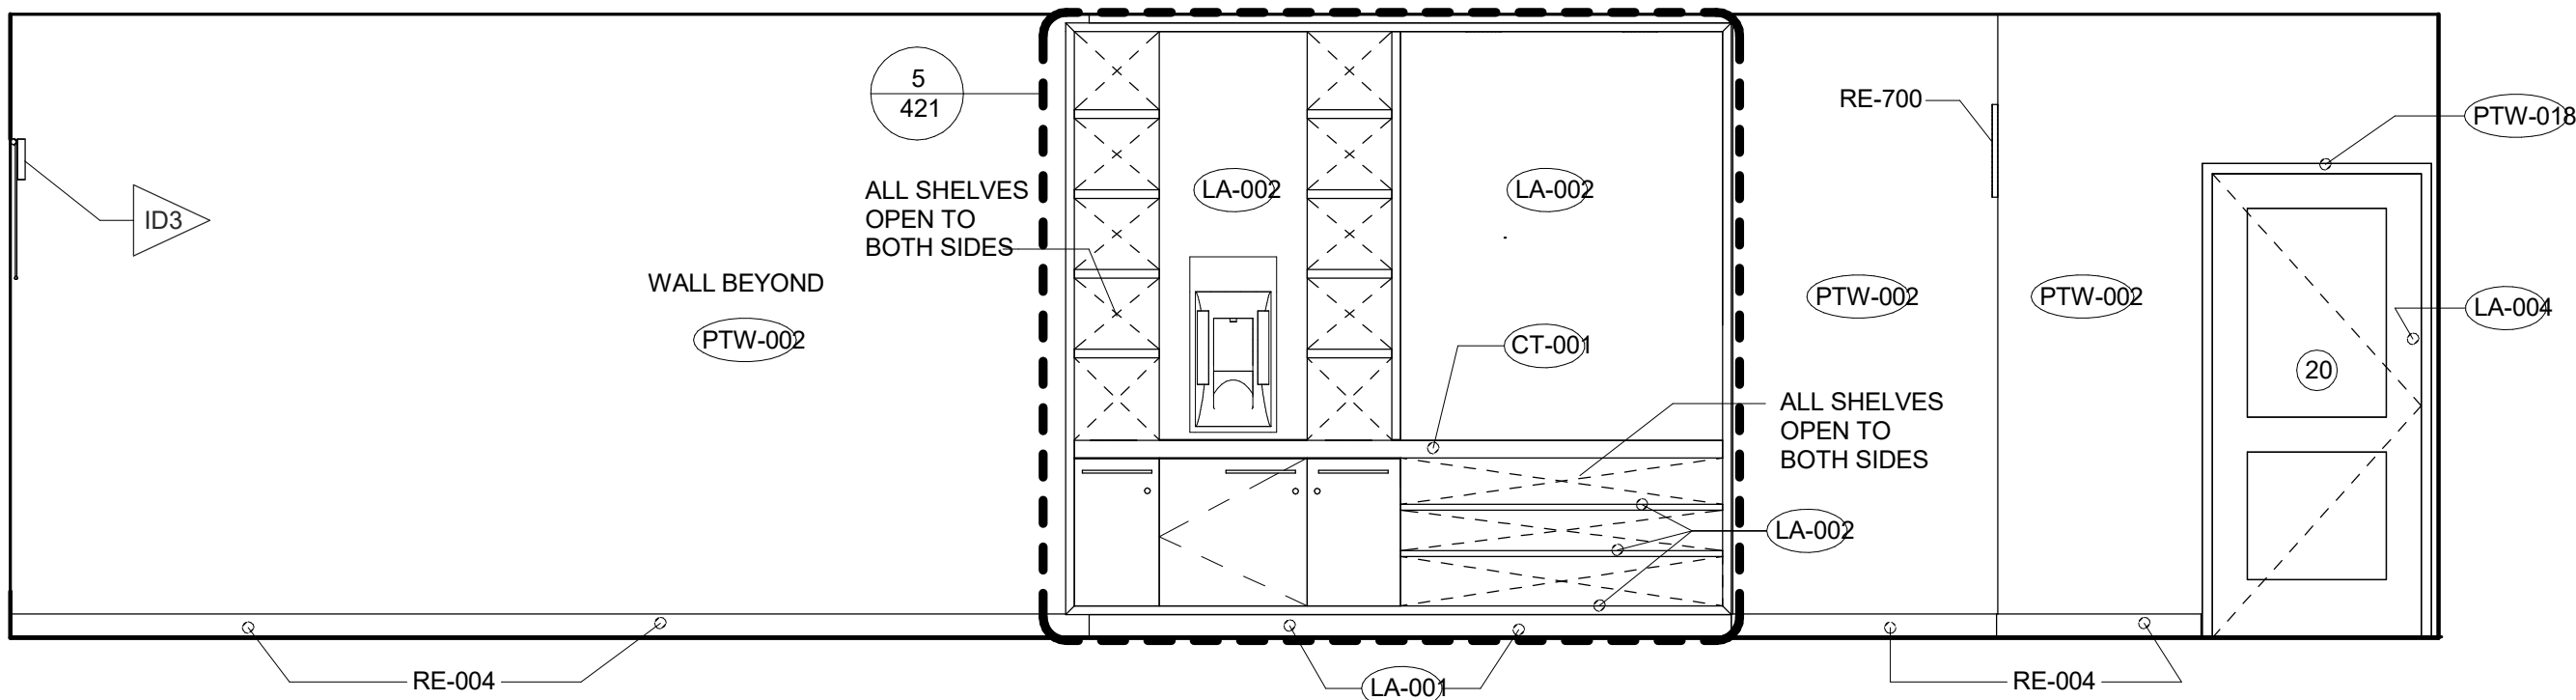 5
421
RE-700
PTW-018
ALL SHELVES
OPEN TO
BOTH SIDES
LA-002
LA-002
ID3
WALL BEYOND
PTW-002
PTW-002
PTW-002
LA-004
CT-001
20
ALL SHELVES
OPEN TO
BOTH SIDES
LA-002
RE-004
LA-001
RE-004